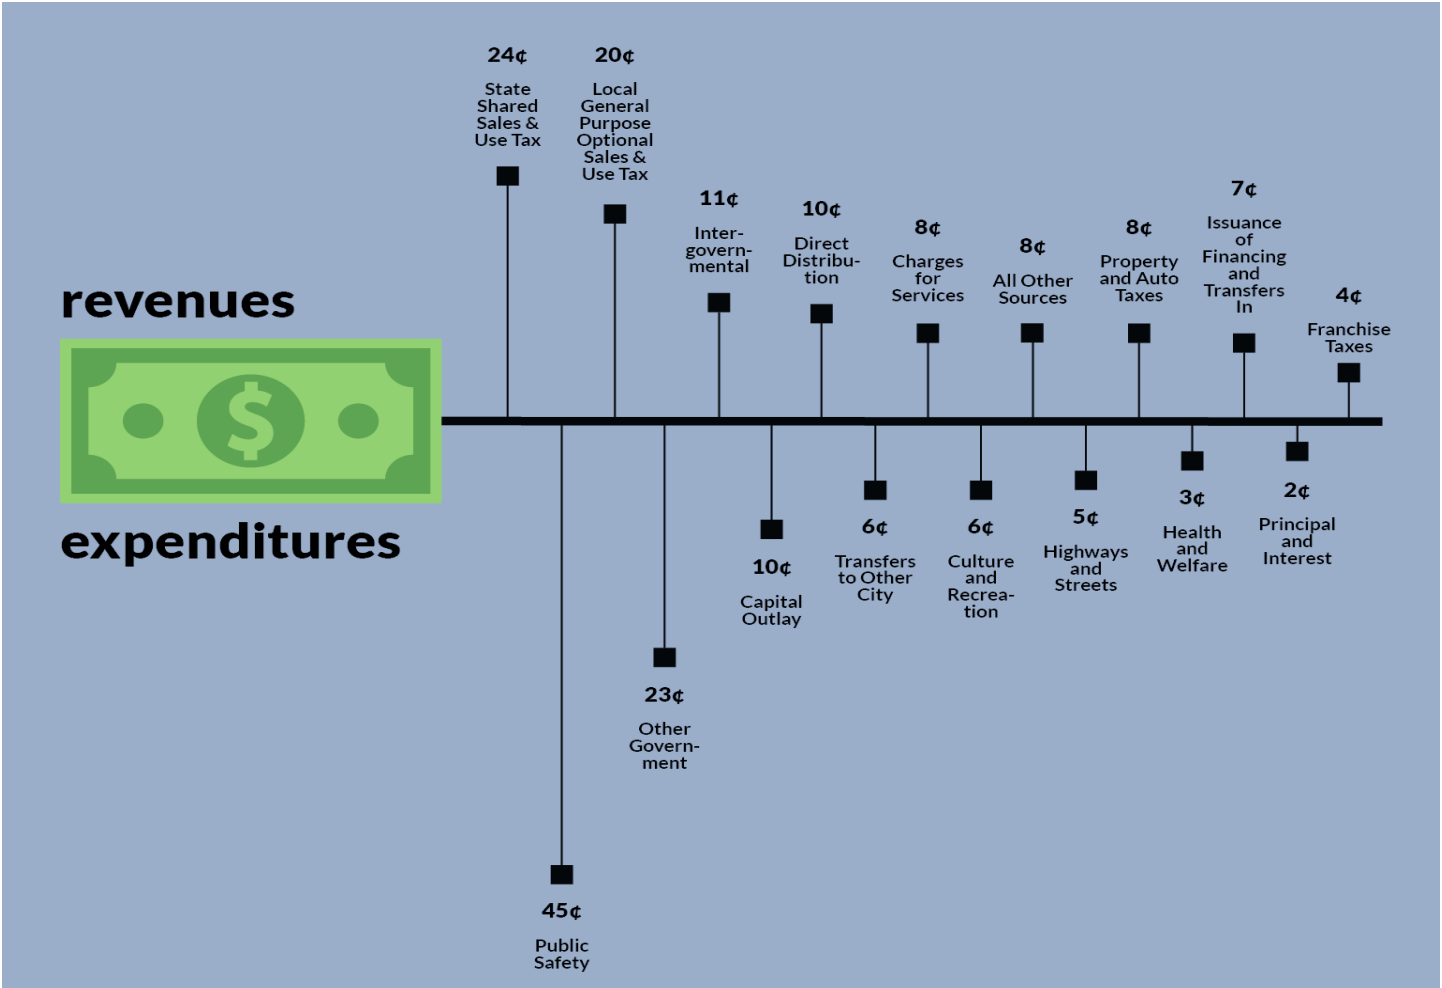 24¢
State
Shared
Sales &
Use Tax
20¢
Local
General
Purpose
Optional
Sales &
Use Tax
11¢
Inter-
govern-
mental
10¢
Direct
Distribu-
tion
8¢
Charges
for
Services
8¢
All Other
Sources
8¢
Property
and Auto
Taxes
7¢
Issuance
of
Financing
and
Transfers
In
4¢
Franchise
Taxes
revenues
$
expenditures
45¢
Public
Safety
23¢
Other
Govern-
ment
10¢
Capital
Outlay
6¢
Transfers
to Other
City
6¢
Culture
and
Recrea-
tion
5¢
Highways
and
Streets
3¢
Health
and
Welfare
2¢
Principal
and
Interest